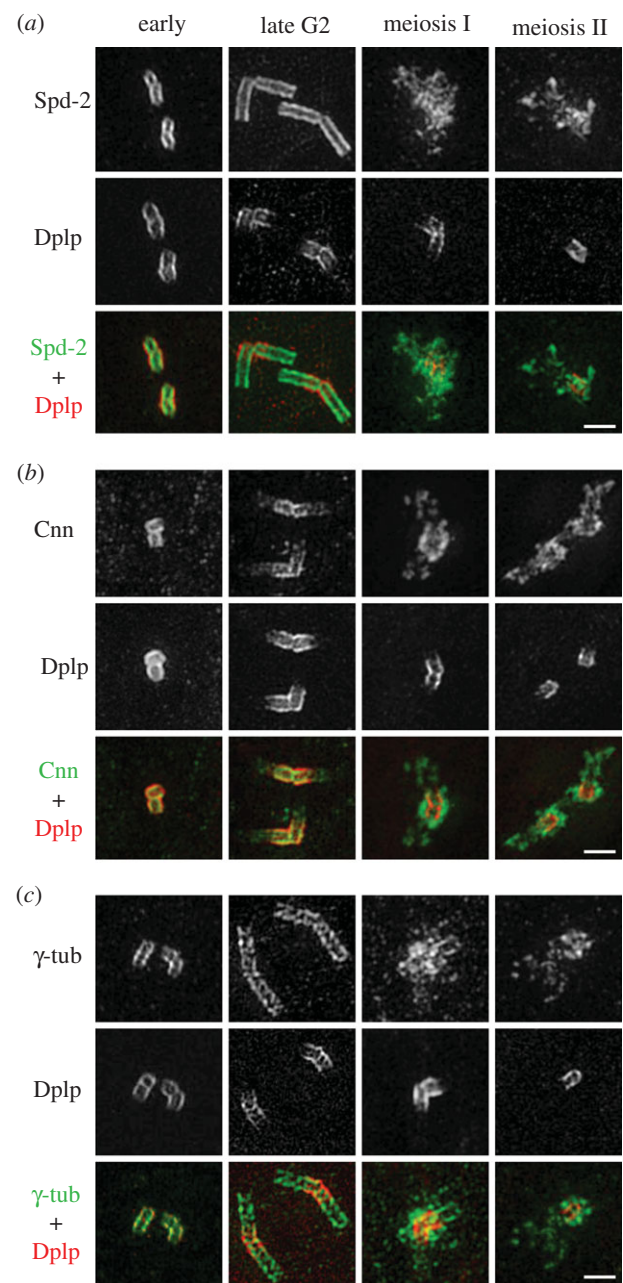 (a)
early late G2 meiosis I meiosis II
Spd-2
Dplp
Spd-2
+
Dplp
(b)
Cnn
Dplp
Cnn
+
Dplp
(c)
γ-tub
Dplp
γ-tub
+
Dplp